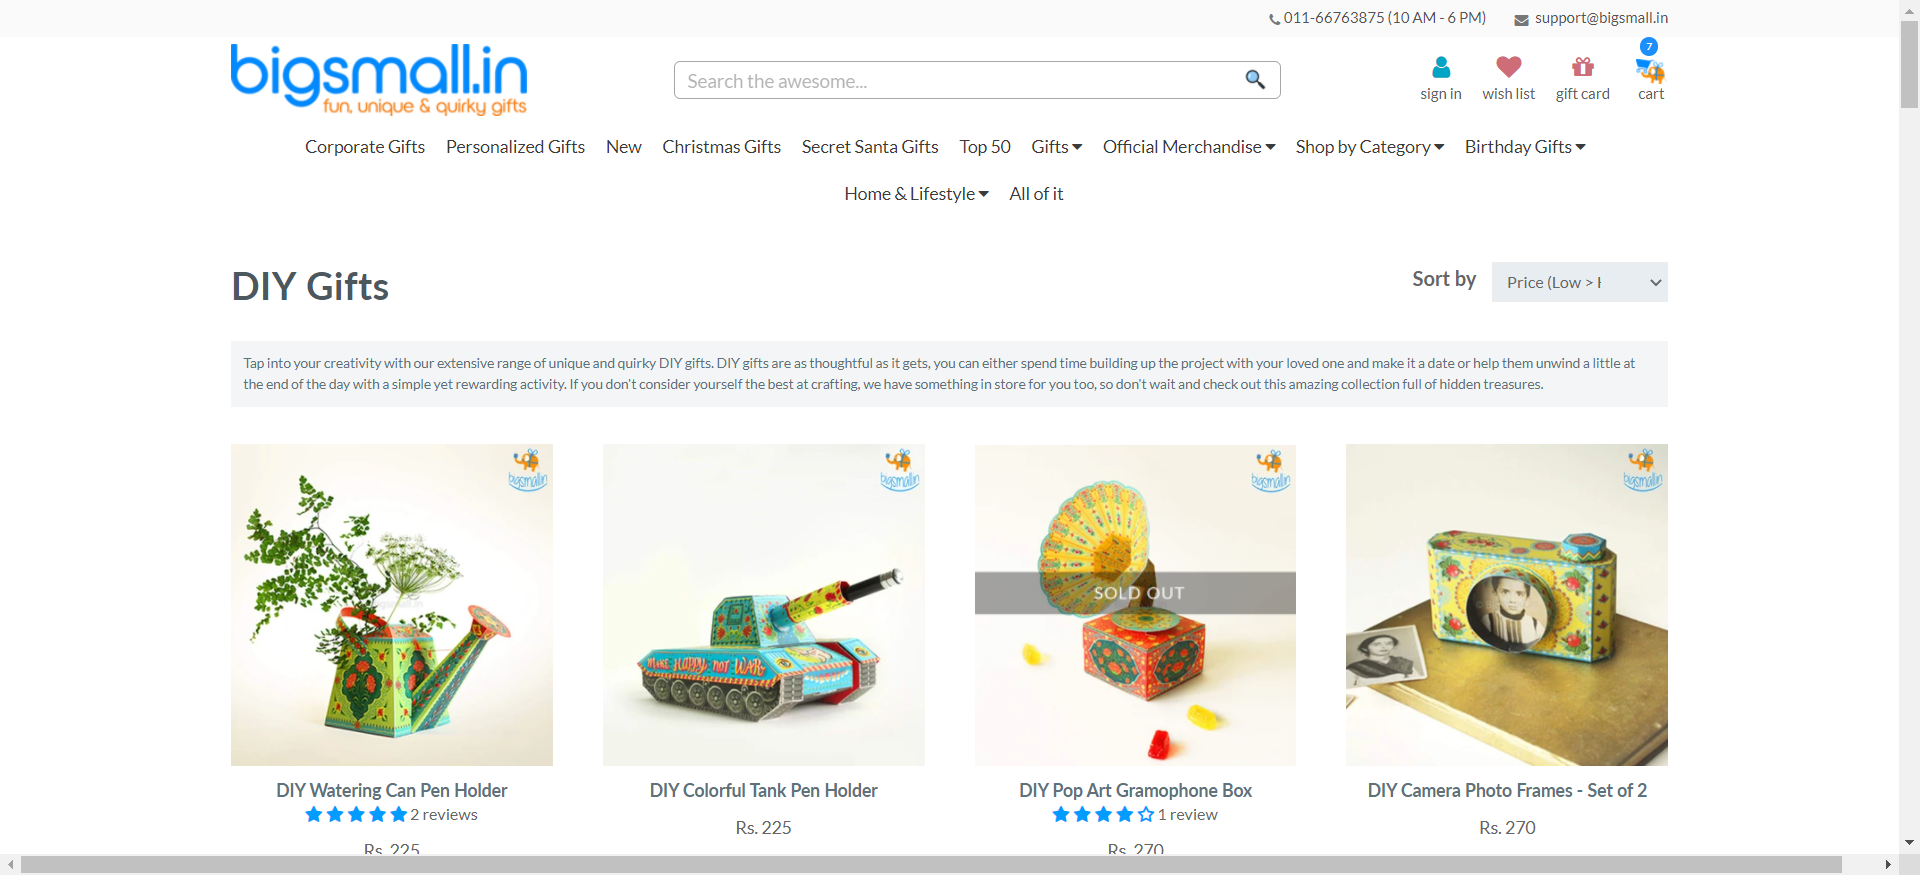 011-66763875 (10 AM - 6 PM) support@bigsmall.in
bigsmall.in
fun, unique & quirky gifts
Search the awesome...
7
sign in wish list gift card cart
Corporate Gifts Personalized Gifts New Christmas Gifts Secret Santa Gifts Top 50 Gifts Official Merchandise Shop by Category Birthday Gifts
Home & Lifestyle All of it
DIY Gifts
Sort by Price (Low >
Tap into your creativity with our extensive range of unique and quirky DIY gifts. DIY gifts are as thoughtful as it gets, you can either spend time building up the project with your loved one and make it a date or help them unwind a little at
the end of the day with a simple yet rewarding activity. If you don't consider yourself the best at crafting, we have something in store for you too, so don't wait and check out this amazing collection full of hidden treasures.
bigsmall.in bigsmall.in bigsmall.in bigsmall.in
MAKE HAPPY NOT WAR
SOLD OUT
DIY Watering Can Pen Holder
2 reviews
Rs. 225
DIY Colorful Tank Pen Holder
Rs. 225
DIY Pop Art Gramophone Box
1 review
Rs. 270
DIY Camera Photo Frames - Set of 2
Rs. 270